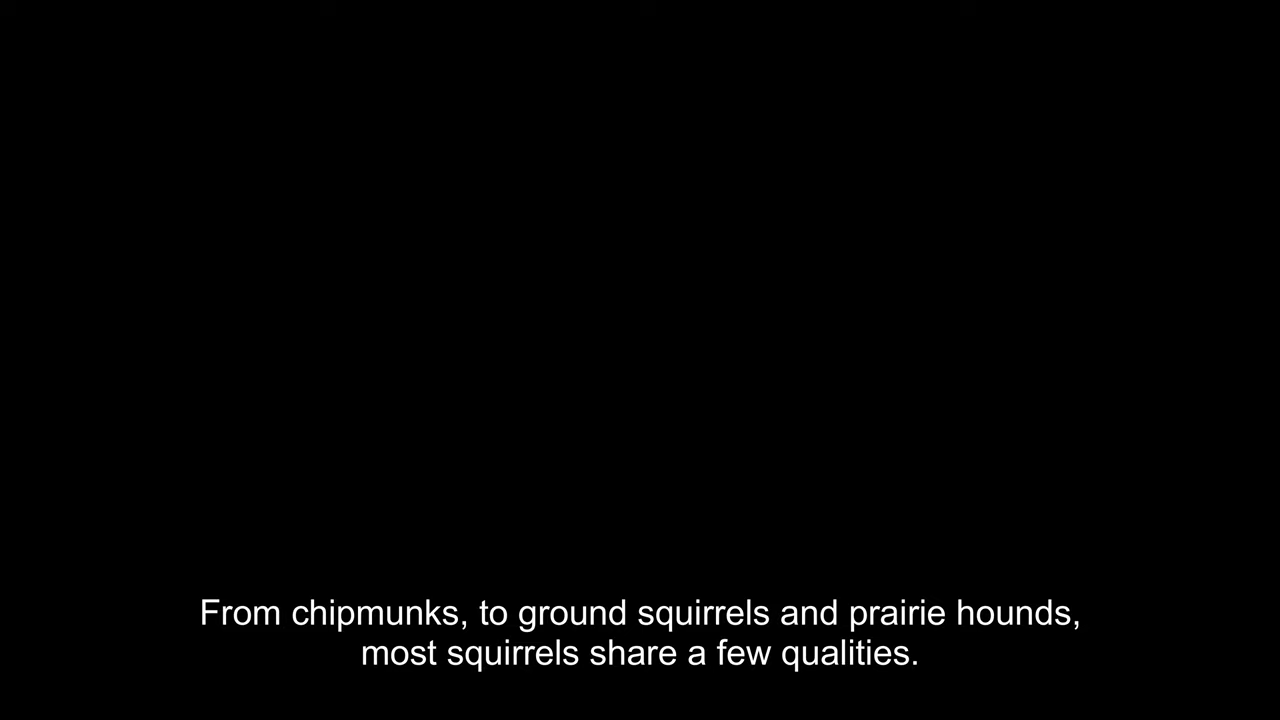 From chipmunks, to ground squirrels and prairie hounds,
most squirrels share a few qualities.